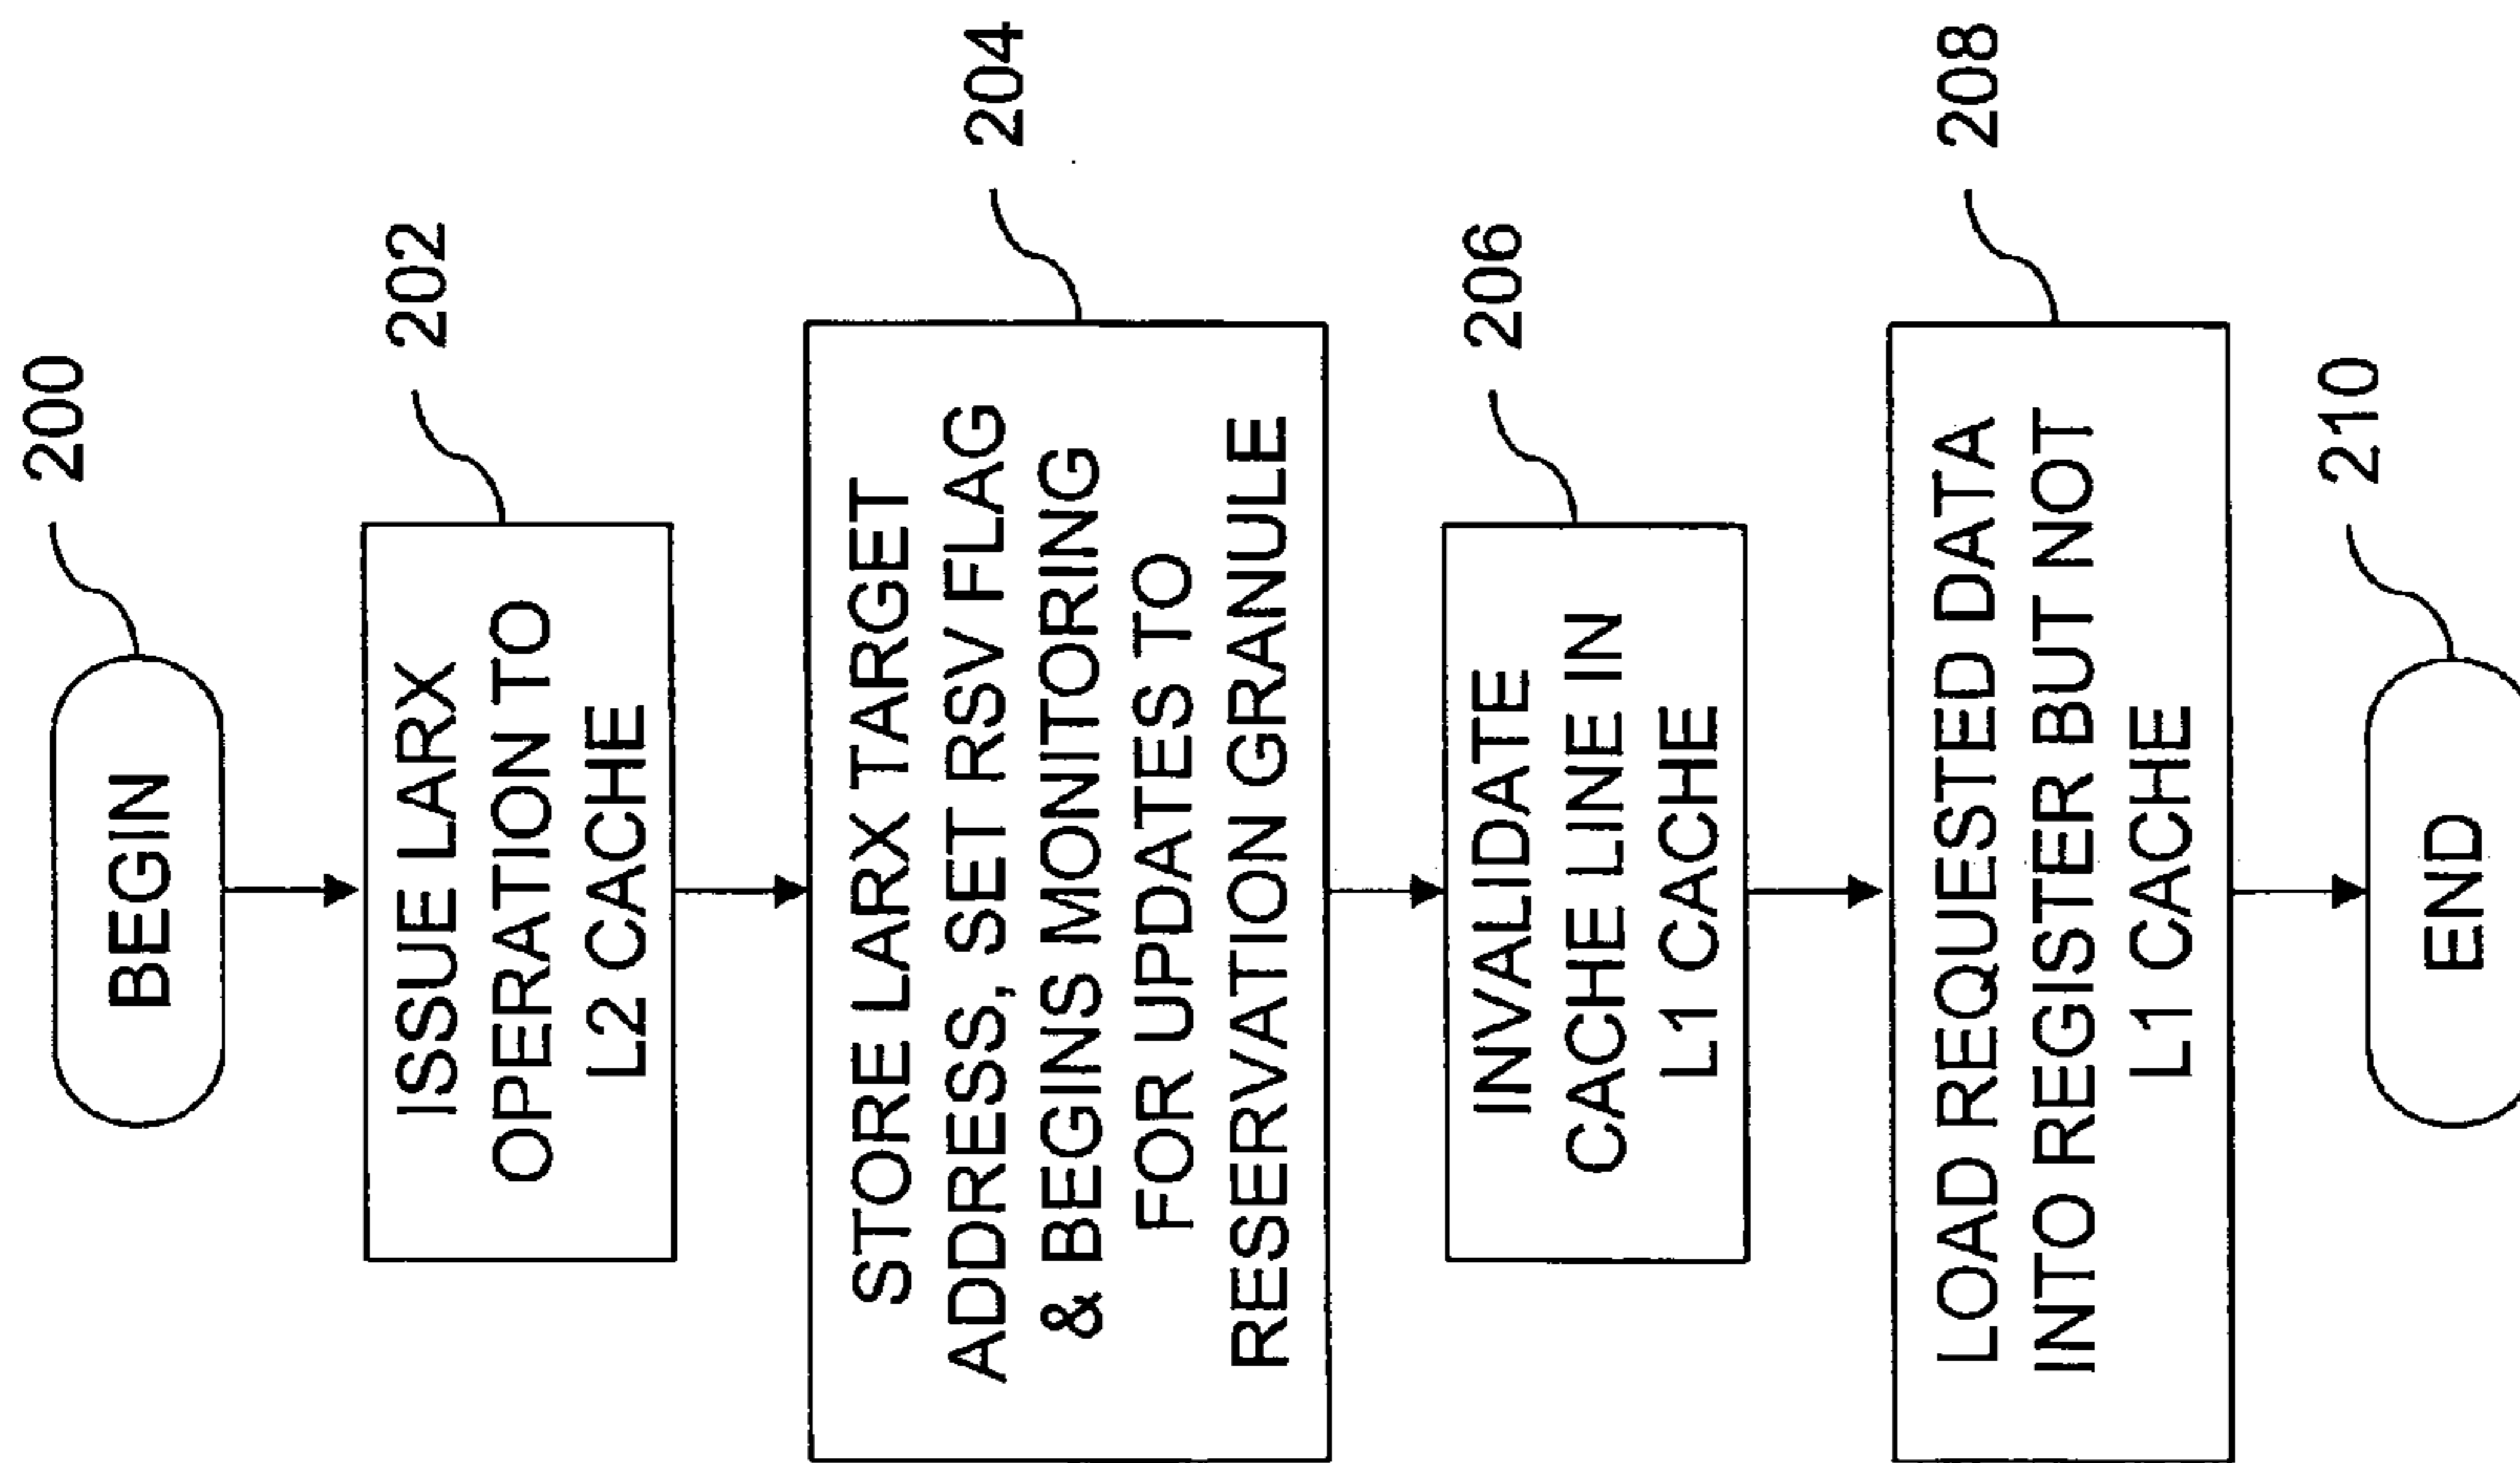 200
BEGIN
202
ISSUE LARX
OPERATION TO
L2 CACHE
204
STORE LARX TARGET
ADDRESS, SET RSV FLAG
& BEGINS MONITORING
FOR UPDATES TO
RESERVATION GRANULE
206
INVALIDATE
CACHE LINE IN
L1 CACHE
208
LOAD REQUESTED DATA
INTO REGISTER BUT NOT
L1 CACHE
210
END